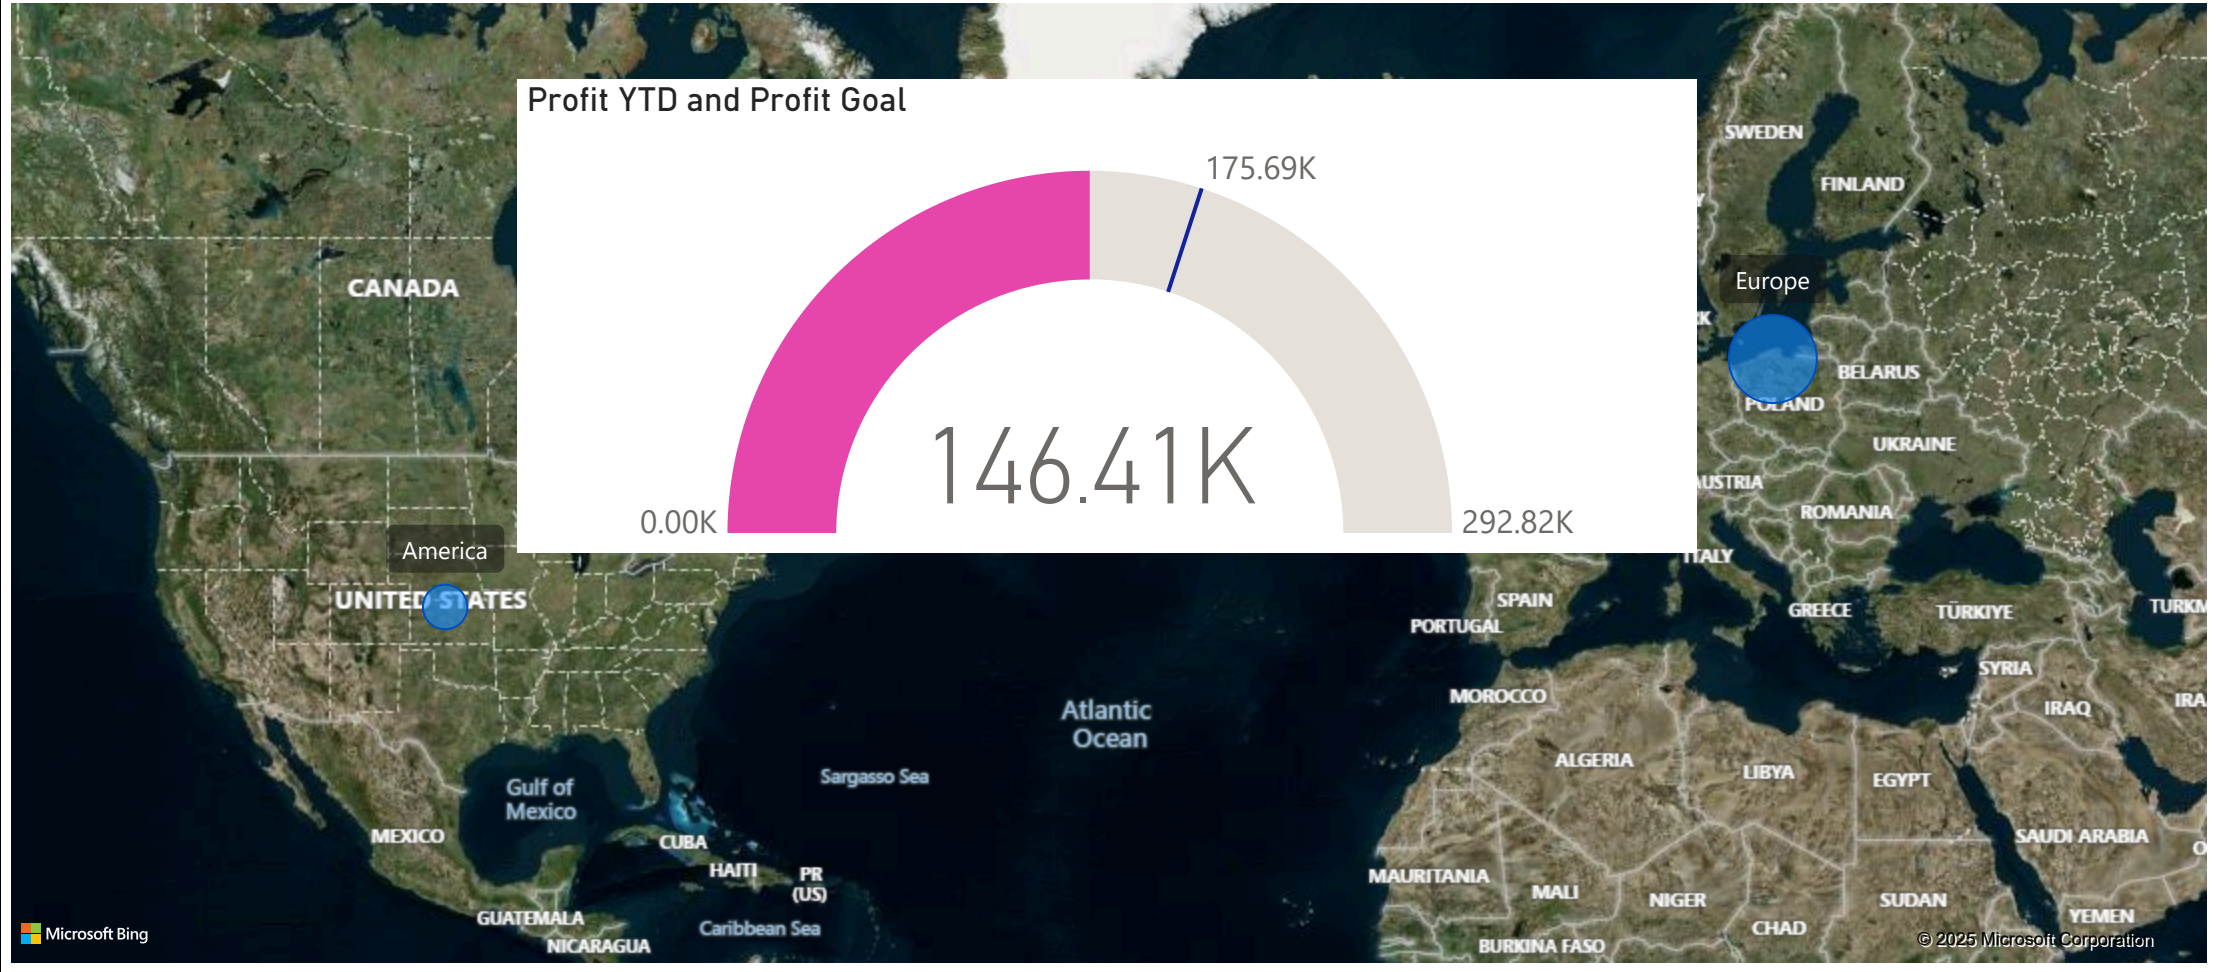 Profit YTD and Profit Goal
175.69K
146.41K
0.00K
292.82K
SWEDEN
FINLAND
Europe
CANADA
BELARUS
POLAND
UKRAINE
AUSTRIA
ROMANIA
America
ITALY
UNITED STATES
SPAIN
GREECE
TÜRKIYE
TURKM
PORTUGAL
SYRIA
MOROCCO
IRA
IRAQ
Atlantic
Ocean
ALGERIA
LIBYA
EGYPT
Sargasso Sea
Gulf of
Mexico
MEXICO
CUBA
SAUDI ARABIA
O
HAITI
PR
(US)
MAURITANIA
MALI
NIGER
SUDAN
GUATEMALA
YEMEN
Caribbean Sea
CHAD
Microsoft Bing
NICARAGUA
BURKINA FASO
© 2025 Microsoft Corporation